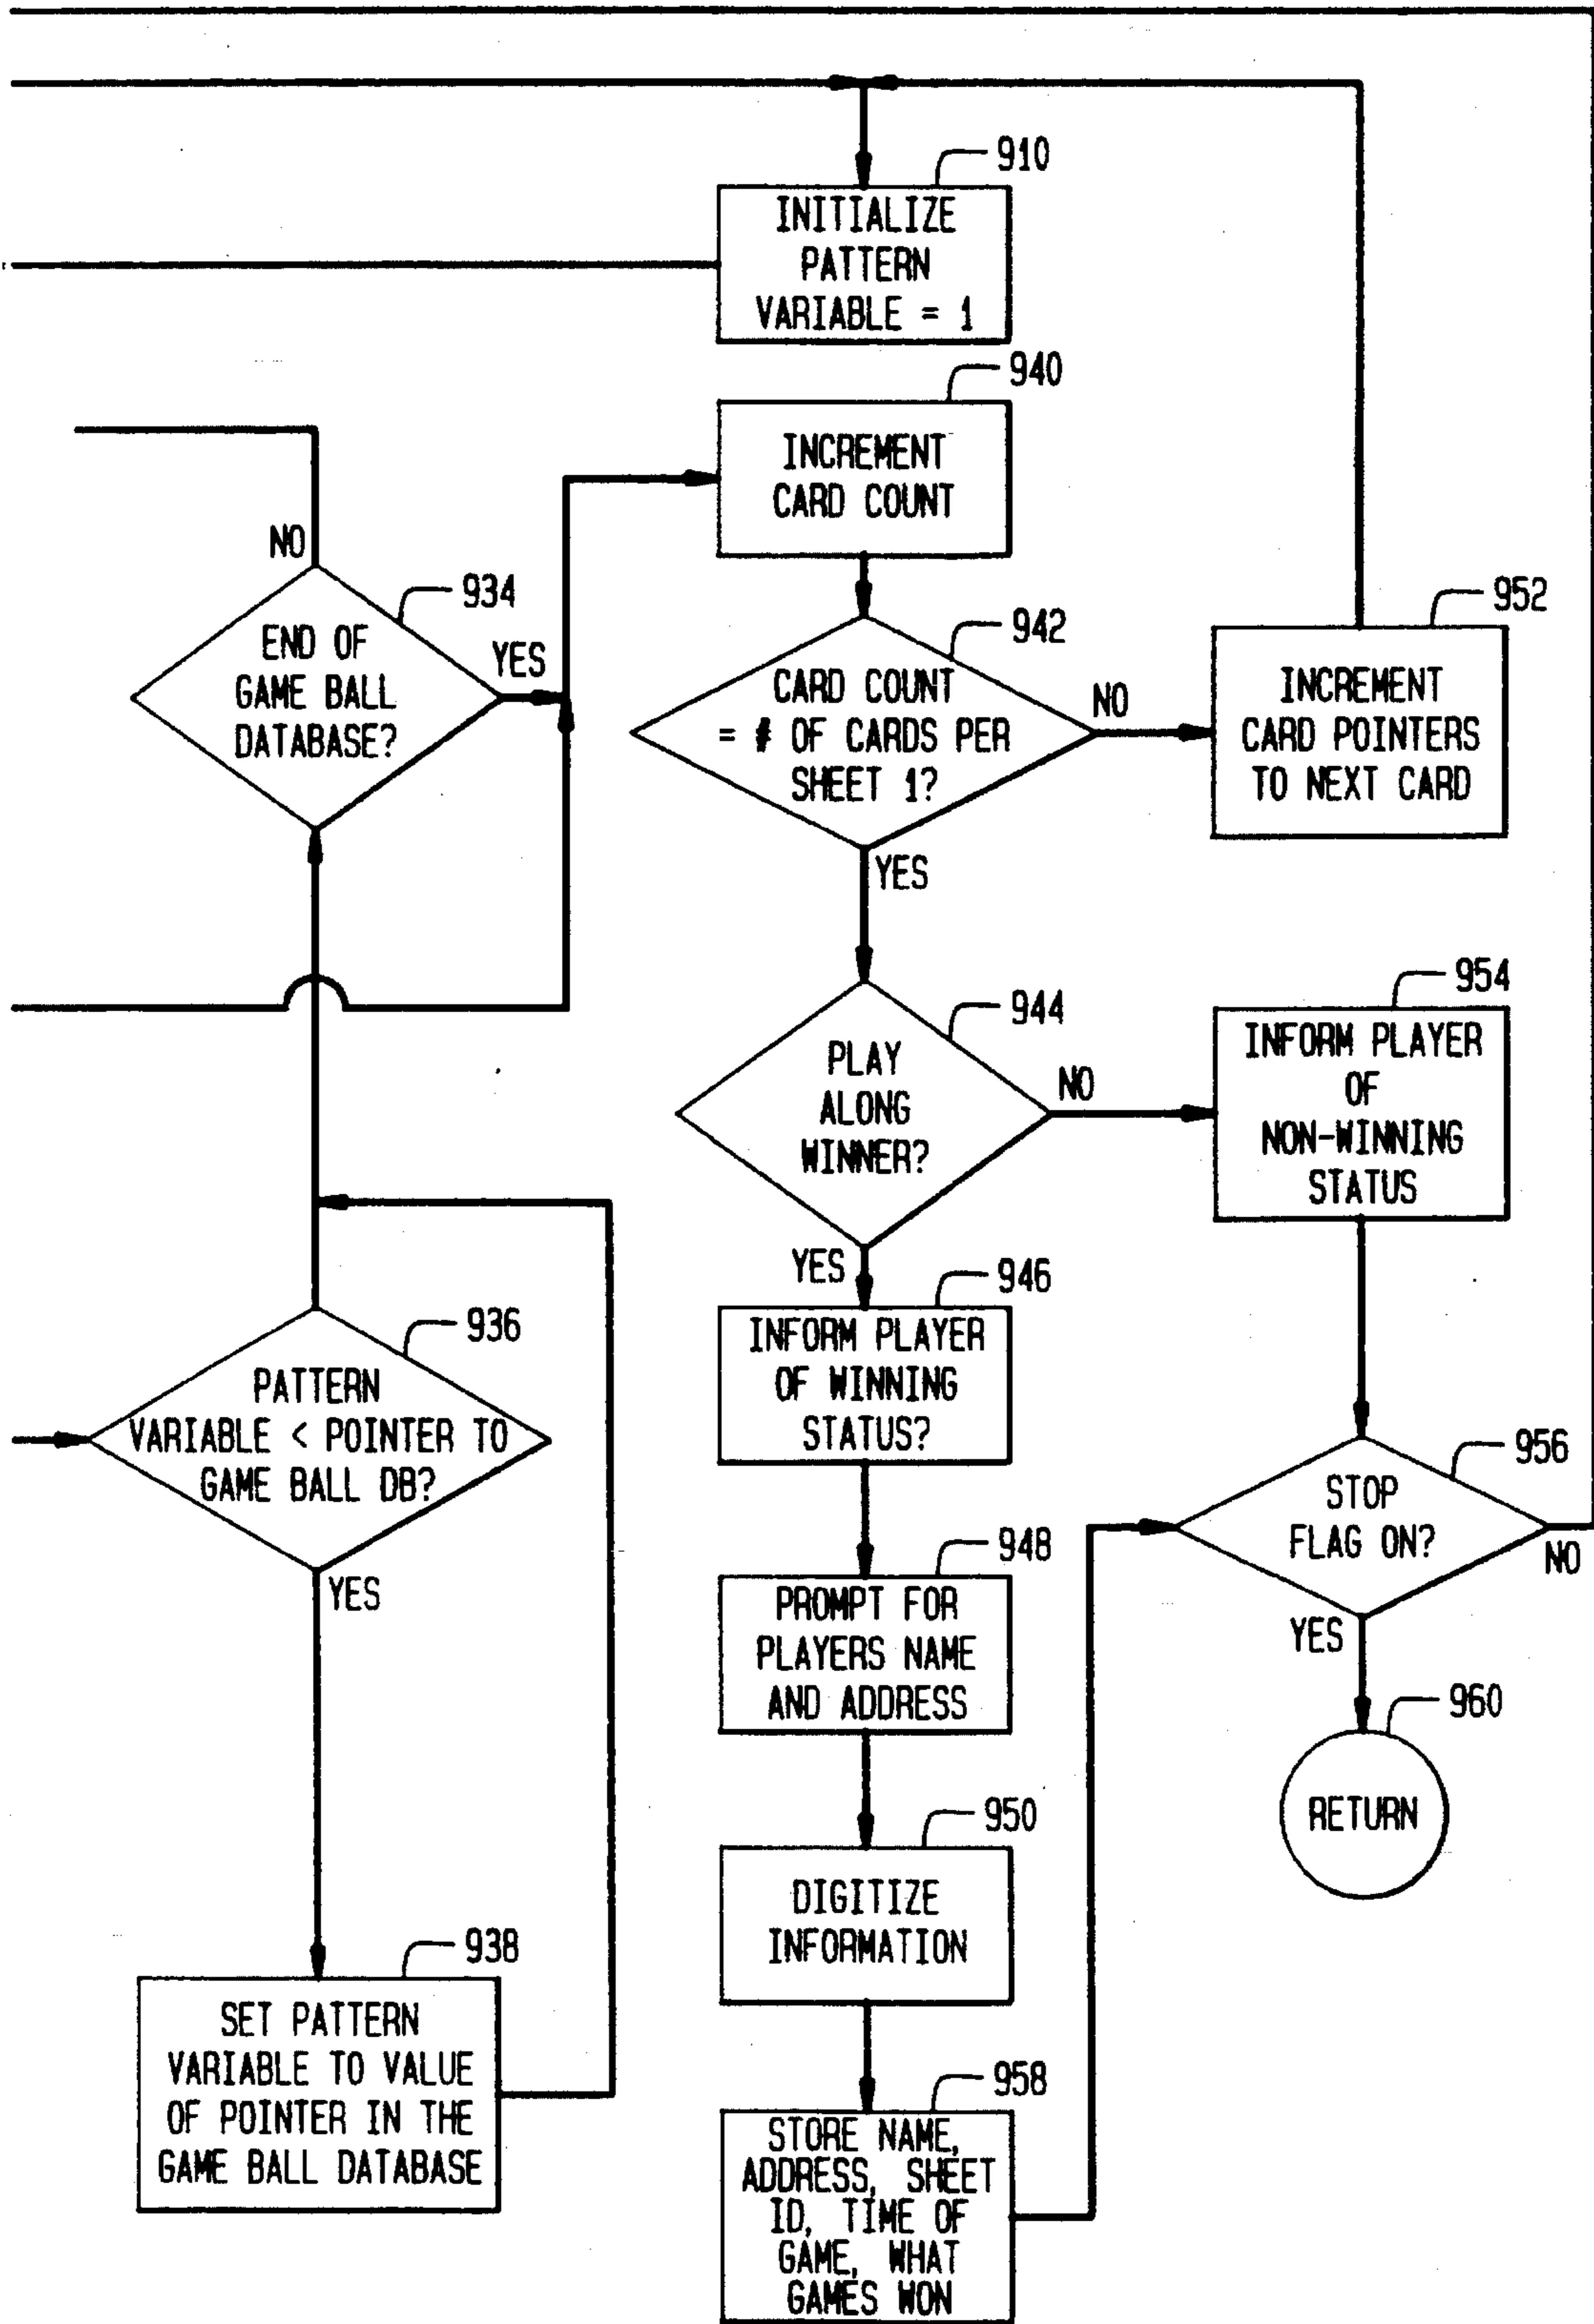 910
INITIALIZE
PATTERN
VARIABLE = 1
940
INCREMENT
CARD COUNT
NO
934
END OF
GAME BALL
DATABASE?
YES
942
CARD COUNT
= # OF CARDS PER
SHEET 1?
NO
YES
952
INCREMENT
CARD POINTERS
TO NEXT CARD
944
PLAY
ALONG
WINNER?
NO
YES
954
INFORM PLAYER
OF
NON-WINNING
STATUS
946
INFORM PLAYER
OF WINNING
STATUS?
936
PATTERN
VARIABLE < POINTER TO
GAME BALL DB?
YES
956
STOP
FLAG ON?
NO
YES
948
PROMPT FOR
PLAYERS NAME
AND ADDRESS
960
RETURN
950
DIGITIZE
INFORMATION
938
SET PATTERN
VARIABLE TO VALUE
OF POINTER IN THE
GAME BALL DATABASE
958
STORE NAME,
ADDRESS, SHEET
ID, TIME OF
GAME, WHAT
GAMES WON